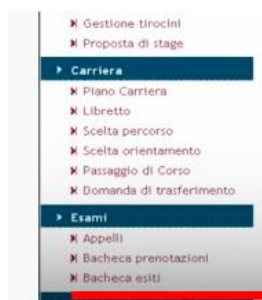 Gestione tirocini
Proposta di stage
Carriera
Piano Carriera
Libretto
Scelta percorso
Scelta orientamento
Passaggio di Corso
Domanda di trasferimento
Esami
Appelli
Bacheca prenotazioni
Bacheca esiti